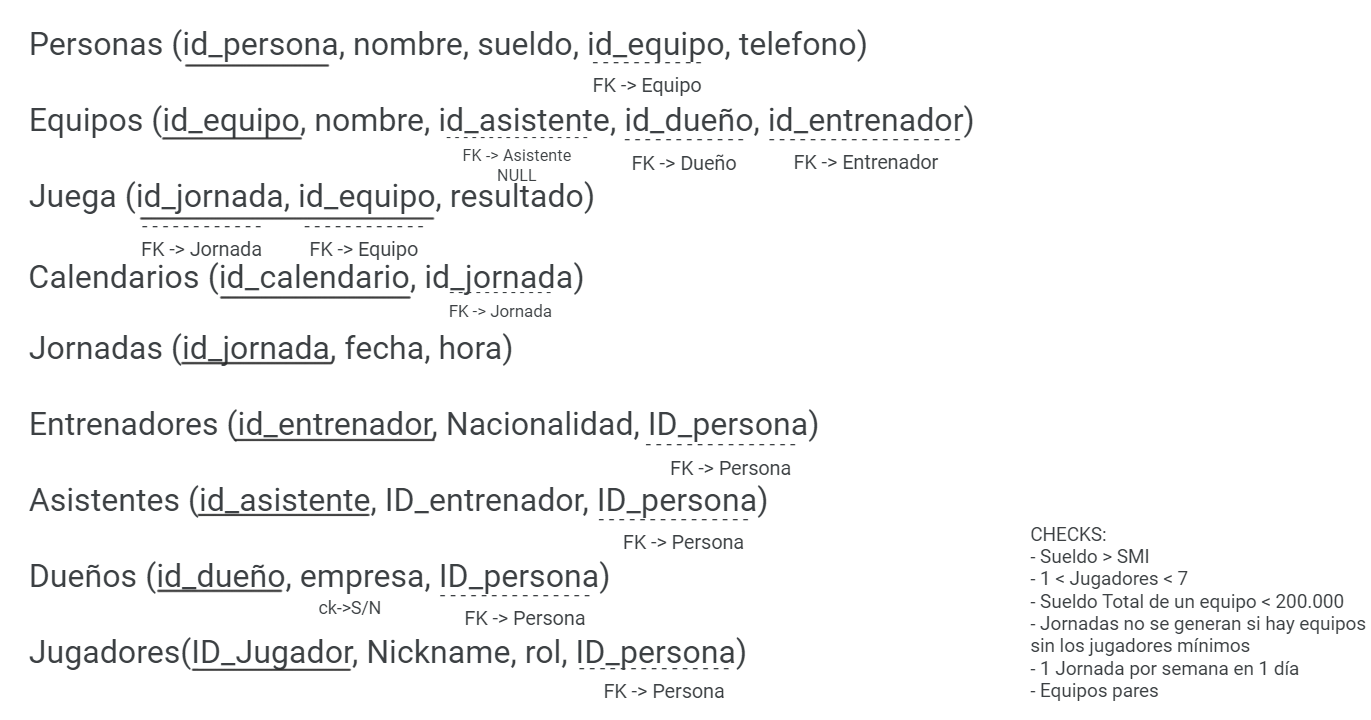 Personas (id_persona, nombre, sueldo, id_equipo, telefono)
FK -> Equipo
Equipos (id_equipo, nombre, id_asistente, id_dueño, id_entrenador)
FK -> Asistente
NULL
FK -> Dueño
FK -> Entrenador
Juega (id_jornada, id_equipo, resultado)
FK -> Jornada
FK -> Equipo
Calendarios (id_calendario, id_jornada)
FK -> Jornada
Jornadas (id_jornada, fecha, hora)
Entrenadores (id_entrenador, Nacionalidad, ID_persona)
FK -> Persona
Asistentes (id_asistente, ID_entrenador, ID_persona)
FK -> Persona
Dueños (id_dueño, empresa, ID_persona)
ck->S/N
FK -> Persona
Jugadores(ID_Jugador, Nickname, rol, ID_persona)
FK -> Persona
CHECKS:
- Sueldo > SMI
- 1 < Jugadores < 7
- Sueldo Total de un equipo < 200.000
- Jornadas no se generan si hay equipos
sin los jugadores mínimos
- 1 Jornada por semana en 1 día
- Equipos pares